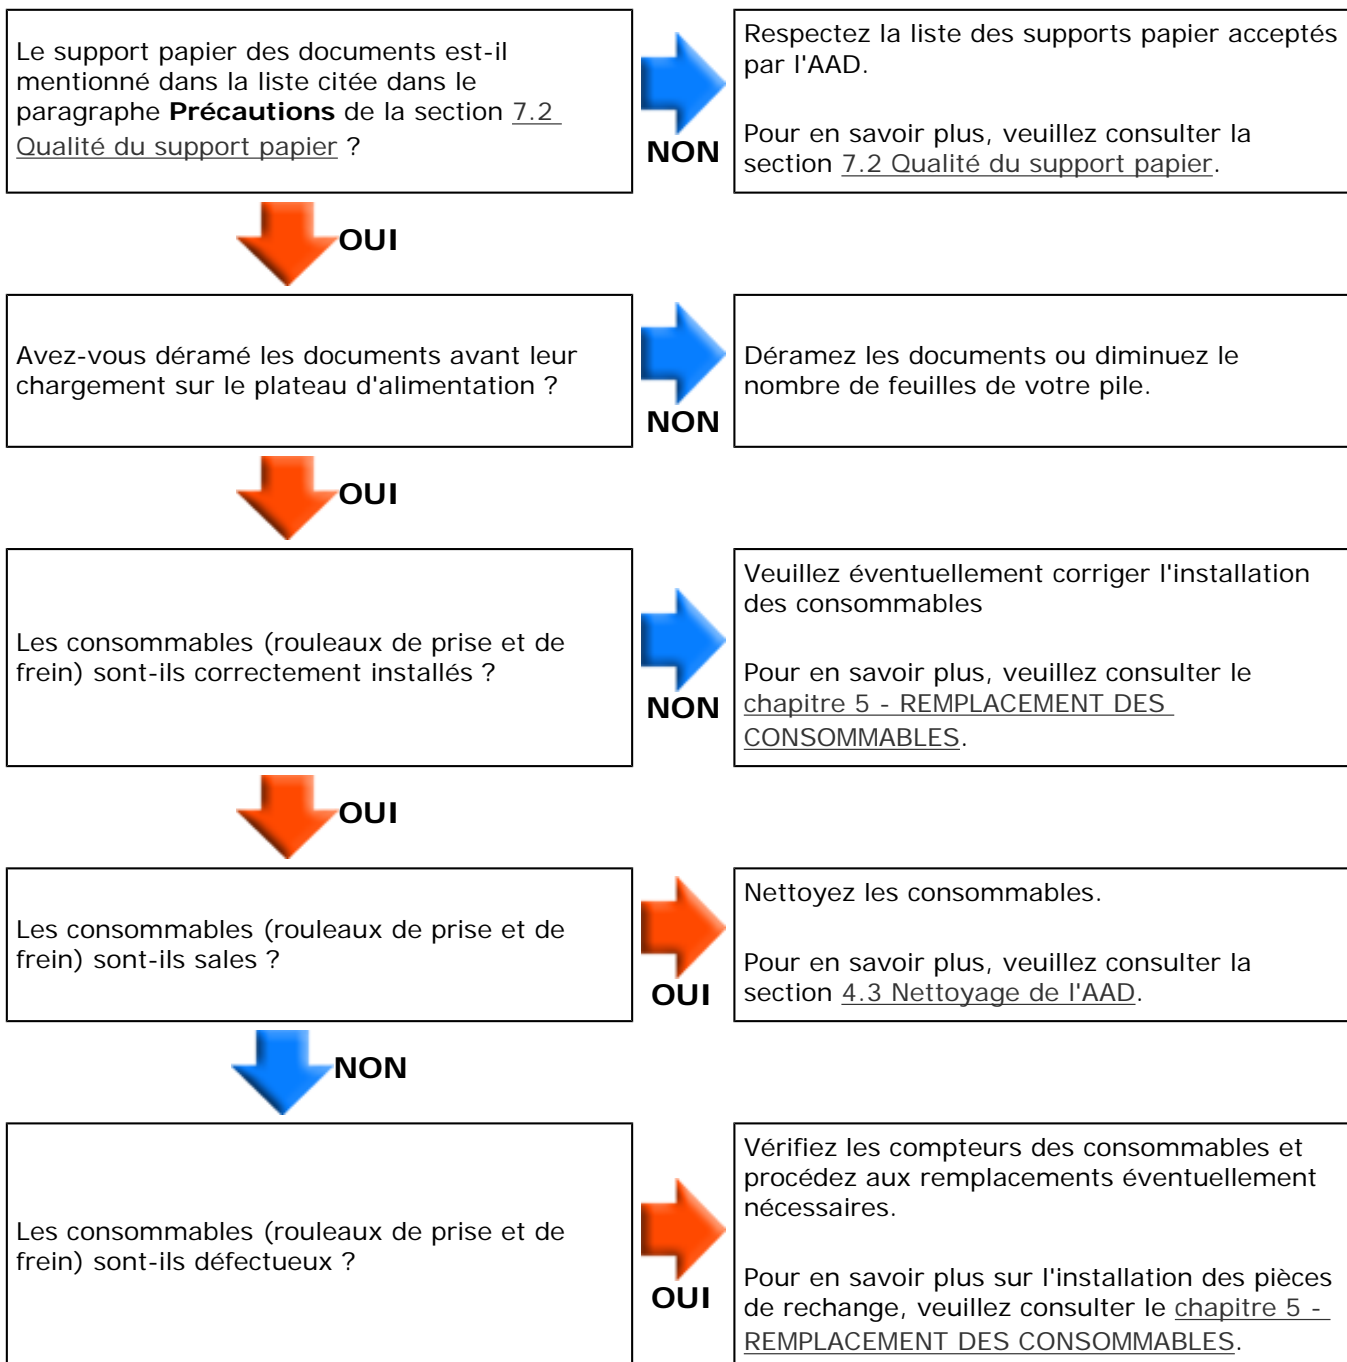 Le support papier des documents est-il
mentionné dans la liste citée dans le
paragraphe Précautions de la section 7.2
Qualité du support papier ?
NON
Respectez la liste des supports papier acceptés
par l'AAD.
Pour en savoir plus, veuillez consulter la
section 7.2 Qualité du support papier.
OUI
Avez-vous déramé les documents avant leur
chargement sur le plateau d'alimentation ?
NON
Déramez les documents ou diminuez le
nombre de feuilles de votre pile.
OUI
Les consommables (rouleaux de prise et de
frein) sont-ils correctement installés ?
NON
Veuillez éventuellement corriger l'installation
des consommables
Pour en savoir plus, veuillez consulter le
chapitre 5 - REMPLACEMENT DES
CONSOMMABLES.
OUI
Les consommables (rouleaux de prise et de
frein) sont-ils sales ?
OUI
Nettoyez les consommables.
Pour en savoir plus, veuillez consulter la
section 4.3 Nettoyage de l'AAD.
NON
Les consommables (rouleaux de prise et de
frein) sont-ils défectueux ?
OUI
Vérifiez les compteurs des consommables et
procédez aux remplacements éventuellement
nécessaires.
Pour en savoir plus sur l'installation des pièces
de rechange, veuillez consulter le chapitre 5 -
REMPLACEMENT DES CONSOMMABLES.